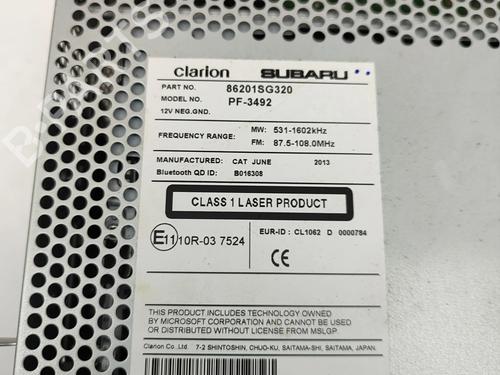 clarion SUBARU
PART NO. 86201SG320
MODEL NO. PF-3492
12V NEG.GND.
FREQUENCY RANGE: MW: 531-1602kHz
FM: 87.5-108.0MHz
MANUFACTURED: CAT JUNE 2013
Bluetooth QD ID: B016308
CLASS 1 LASER PRODUCT
E11 10R-03 7524
EUR-ID : CL1062 D 0000784
CE
THIS PRODUCT INCLUDES TECHNOLOGY OWNED
BY MICROSOFT CORPORATION AND CANNOT BE USED
OR DISTRIBUTED WITHOUT LICENSE FROM MSLGP.
Clarion Co., Ltd. 7-2 SHINTOSHIN, CHUO-KU, SAITAMA-SHI, SAITAMA, JAPAN.